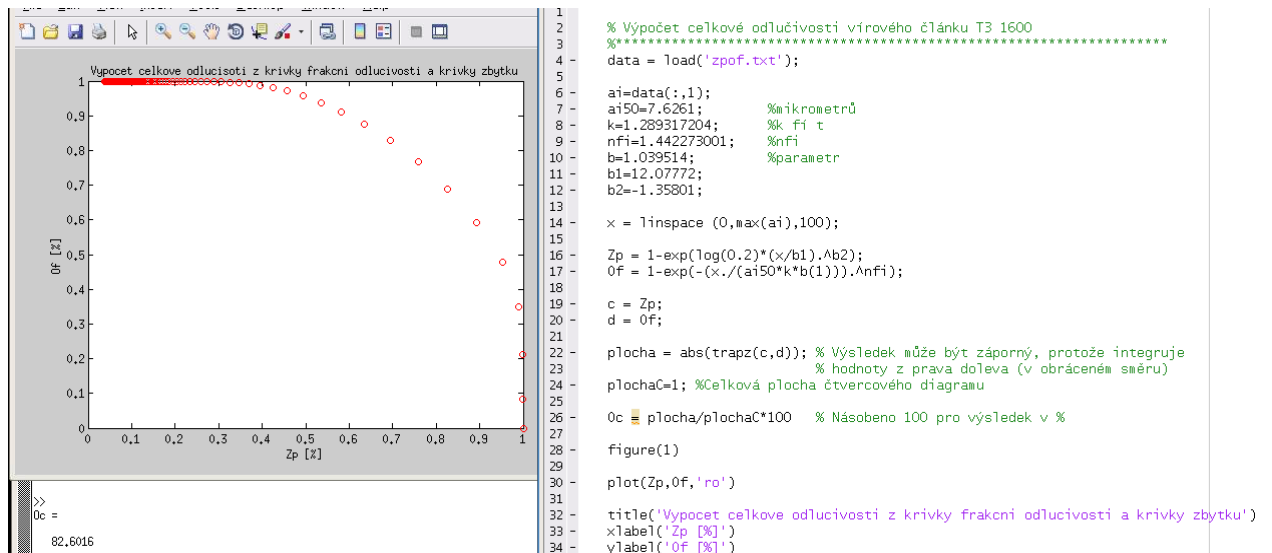 Vypocet celkove odlucisoti z krivky frakcni odlucivosti a krivky zbytku
1
0.9
0.8
0.7
0.6
0.5
0.4
0.3
0.2
0.1
0
Of [%]
0 0.1 0.2 0.3 0.4 0.5 0.6 0.7 0.8 0.9 1
Zp [%]
>>
Oc =
82.6016
1
2 % Výpočet celkové odlučivosti vírového článku T3 1600
3 %**********************************************************************
4 - data = load('zpof.txt');
5
6 - ai=data(:,1);
7 - ai50=7.6261; %mikrometrů
8 - k=1.289317204; %k fí t
9 - nfi=1.442273001; %nfi
10 - b=1.039514; %parametr
11 - b1=12.07772;
12 - b2=-1.35801;
13
14 - x = linspace (0,max(ai),100);
15
16 - Zp = 1-exp(log(0.2)*(x/b1).^b2);
17 - Of = 1-exp(-(x./(ai50*k*b(1))).^nfi);
18
19 - c = Zp;
20 - d = Of;
21
22 - plocha = abs(trapz(c,d)); % Výsledek může být záporný, protože integruje
23 % hodnoty z prava doleva (v obráceném směru)
24 - plochaC=1; %Celková plocha čtvercového diagramu
25
26 - Oc = plocha/plochaC*100 % Násobeno 100 pro výsledek v %
27
28 - figure(1)
29
30 - plot(Zp,Of,'ro')
31
32 - title('Vypocet celkove odlucivosti z krivky frakcni odlucivosti a krivky zbytku')
33 - xlabel('Zp [%]')
34 - ylabel('Of [%]')